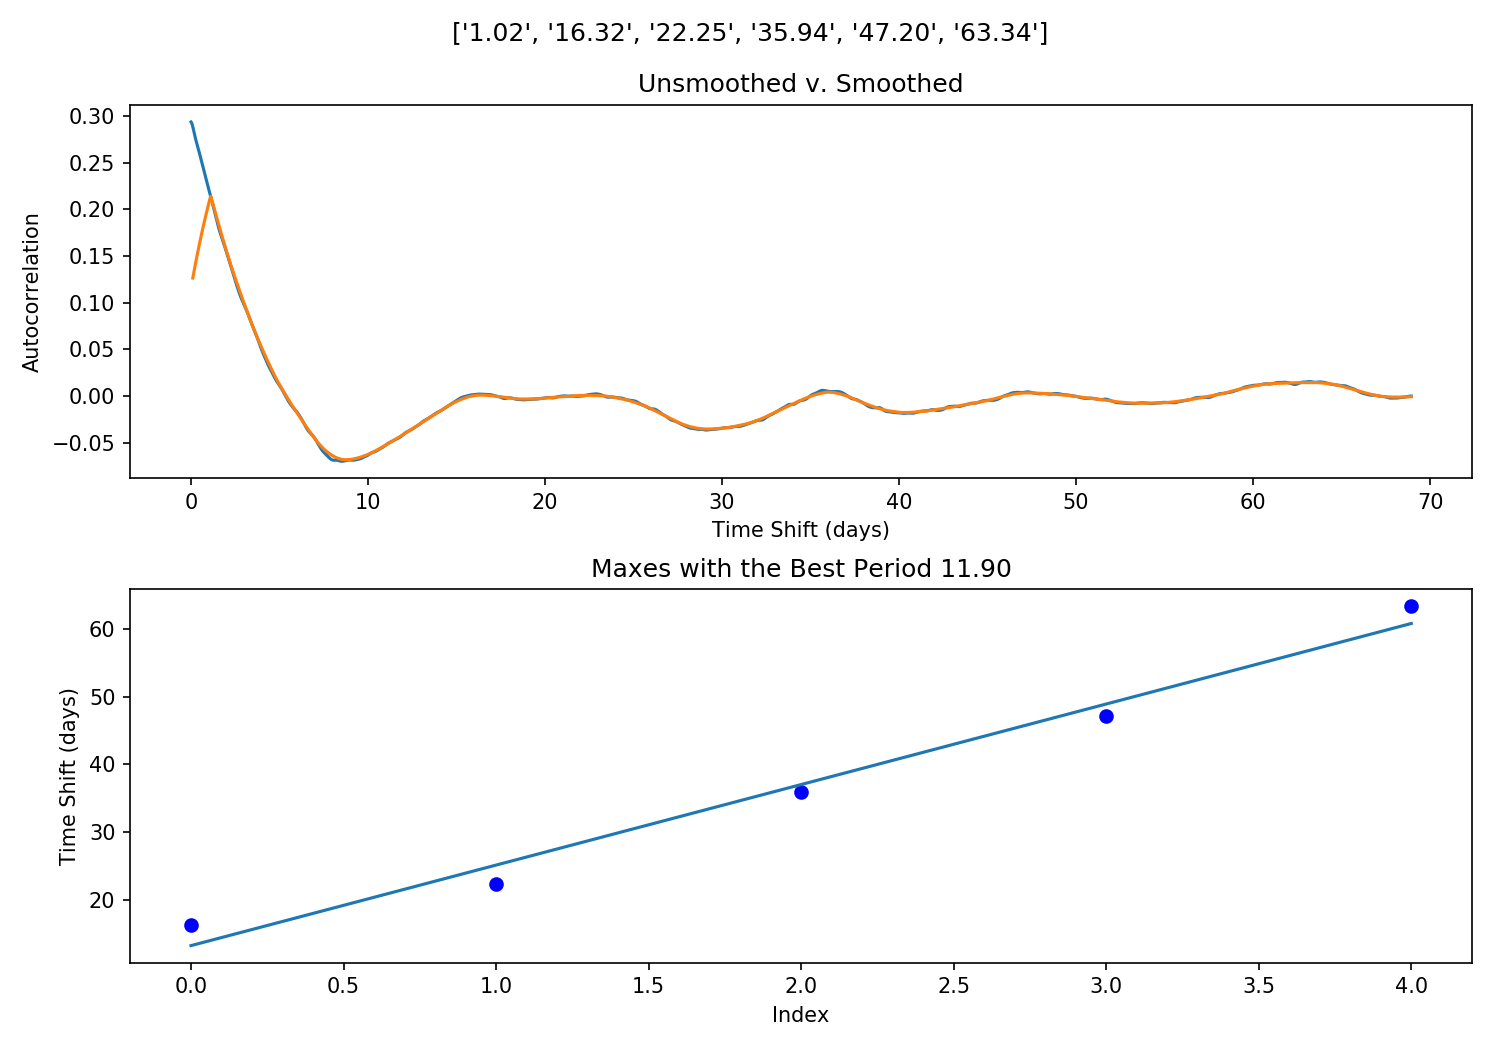 ['1.02', '16.32', '22.25', '35.94', '47.20', '63.34']
Unsmoothed v. Smoothed
0.30
0.25
0.20
0.15
0.10
0.05
0.00
−0.05
Autocorrelation
0 10 20 30 40 50 60 70
Time Shift (days)
Maxes with the Best Period 11.90
60
50
40
30
20
Time Shift (days)
0.0 0.5 1.0 1.5 2.0 2.5 3.0 3.5 4.0
Index